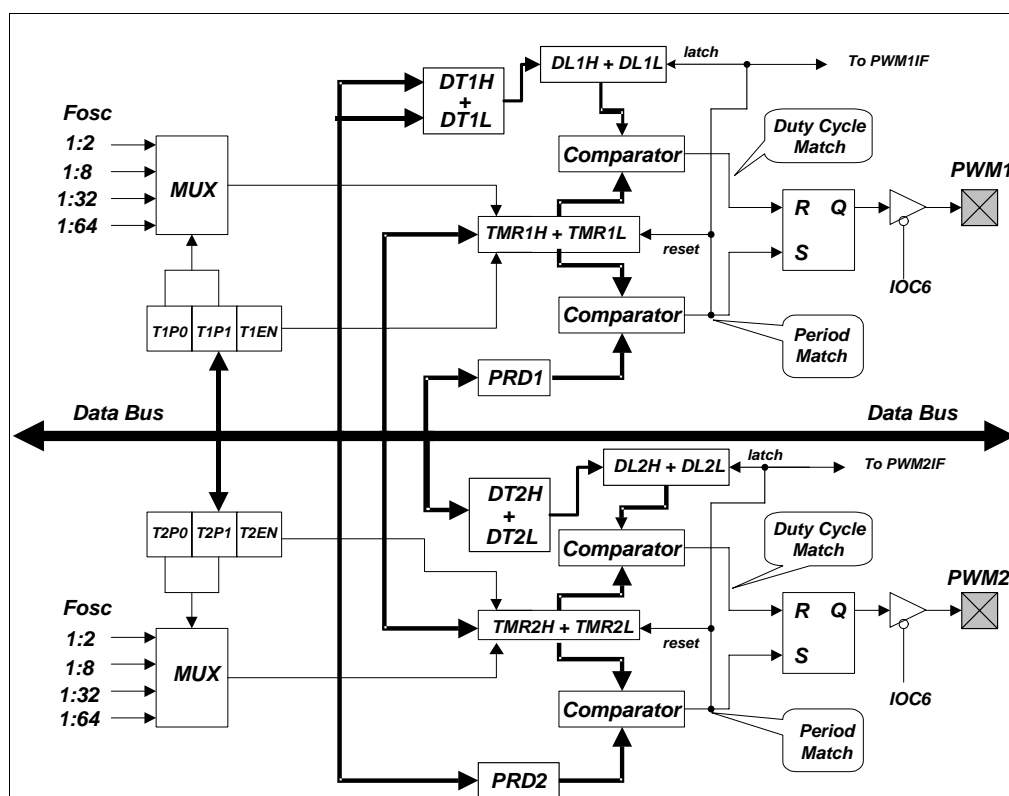 latch
DL1H + DL1L
To PWM1IF
DT1H
+
DT1L
Fosc
1:2
1:8
1:32
1:64
MUX
Comparator
Duty Cycle
Match
PWM1
R Q
S
TMR1H + TMR1L
reset
IOC6
T1P0 T1P1 T1EN
Comparator
Period
Match
PRD1
Data Bus
Data Bus
latch
DL2H + DL2L
To PWM2IF
DT2H
+
DT2L
T2P0 T2P1 T2EN
Comparator
Duty Cycle
Match
PWM2
Fosc
1:2
1:8
1:32
1:64
MUX
R Q
S
TMR2H + TMR2L
reset
IOC6
Comparator
Period
Match
PRD2